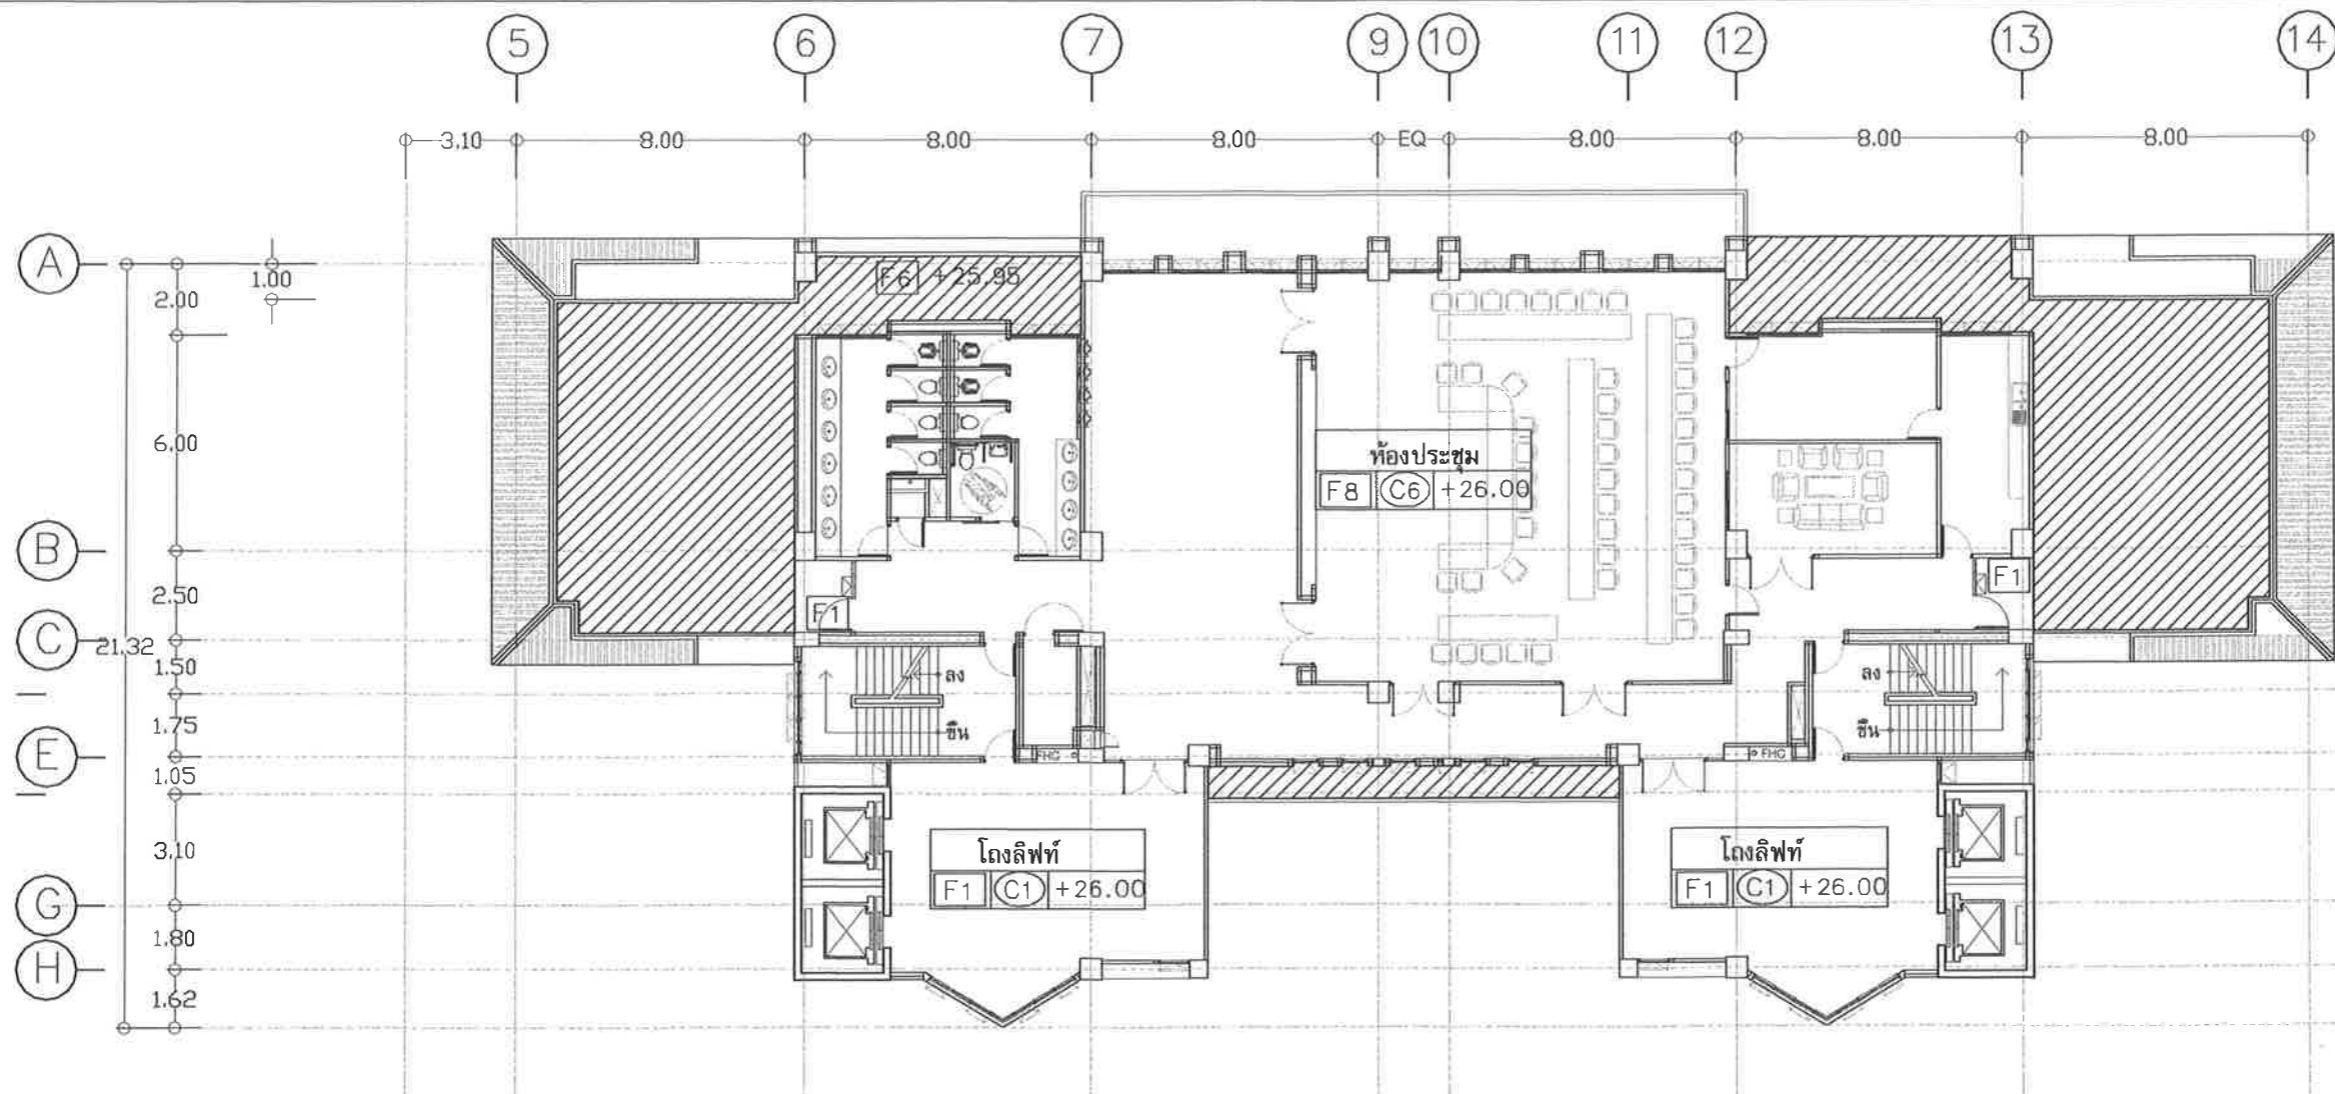 5 6 7 9 10 11 12 13 14
3.10 8.00 8.00 8.00 EQ 8.00 8.00 8.00
A
1.00
2.00
F6 +25.95
6.00
ห้องประชุม
F8 C6 +26.00
B
2.50
F1
F1
C
21.32
1.50
ลง
ลง
1.75
ขึ้น
ขึ้น
E
FHC
FHC
1.05
3.10
โถงลิฟท์
โถงลิฟท์
F1 C1 +26.00
F1 C1 +26.00
G
1.80
H
1.62